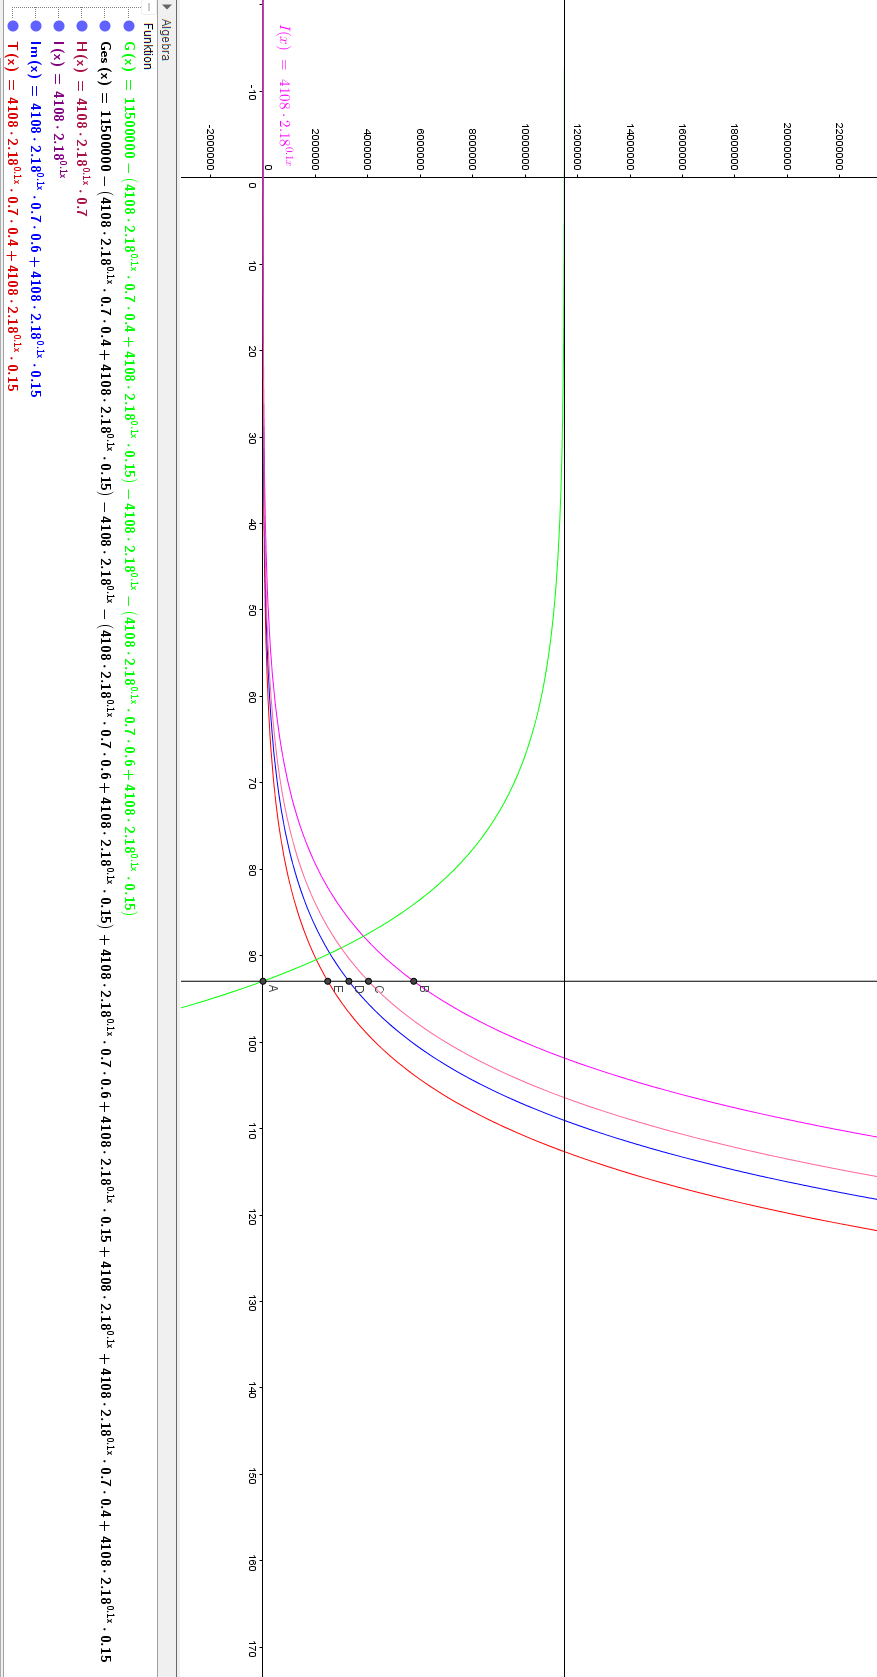 Algebra
Funktion
G(x) = 11500000 − (4108 · 2.18^0.1x · 0.7 · 0.4 + 4108 · 2.18^0.1x · 0.15) − 4108 · 2.18^0.1x − (4108 · 2.18^0.1x · 0.7 · 0.6 + 4108 · 2.18^0.1x · 0.15)
Ges(x) = 11500000 − (4108 · 2.18^0.1x · 0.7 · 0.4 + 4108 · 2.18^0.1x · 0.15) − 4108 · 2.18^0.1x − (4108 · 2.18^0.1x · 0.7 · 0.6 + 4108 · 2.18^0.1x · 0.15) + 4108 · 2.18^0.1x · 0.7 · 0.6 + 4108 · 2.18^0.1x · 0.15 + 4108 · 2.18^0.1x + 4108 · 2.18^0.1x · 0.7 · 0.4 + 4108 · 2.18^0.1x · 0.15
H(x) = 4108 · 2.18^0.1x · 0.7
I(x) = 4108 · 2.18^0.1x
Im(x) = 4108 · 2.18^0.1x · 0.7 · 0.6 + 4108 · 2.18^0.1x · 0.15
T(x) = 4108 · 2.18^0.1x · 0.7 · 0.4 + 4108 · 2.18^0.1x · 0.15
22000000
20000000
18000000
16000000
14000000
12000000
10000000
8000000
6000000
4000000
2000000
0
-2000000
I(x) = 4108 · 2.18^0.1x
-10 0 10 20 30 40 50 60 70 80 90 100 110 120 130 140 150 160 170
B
C
D
E
A